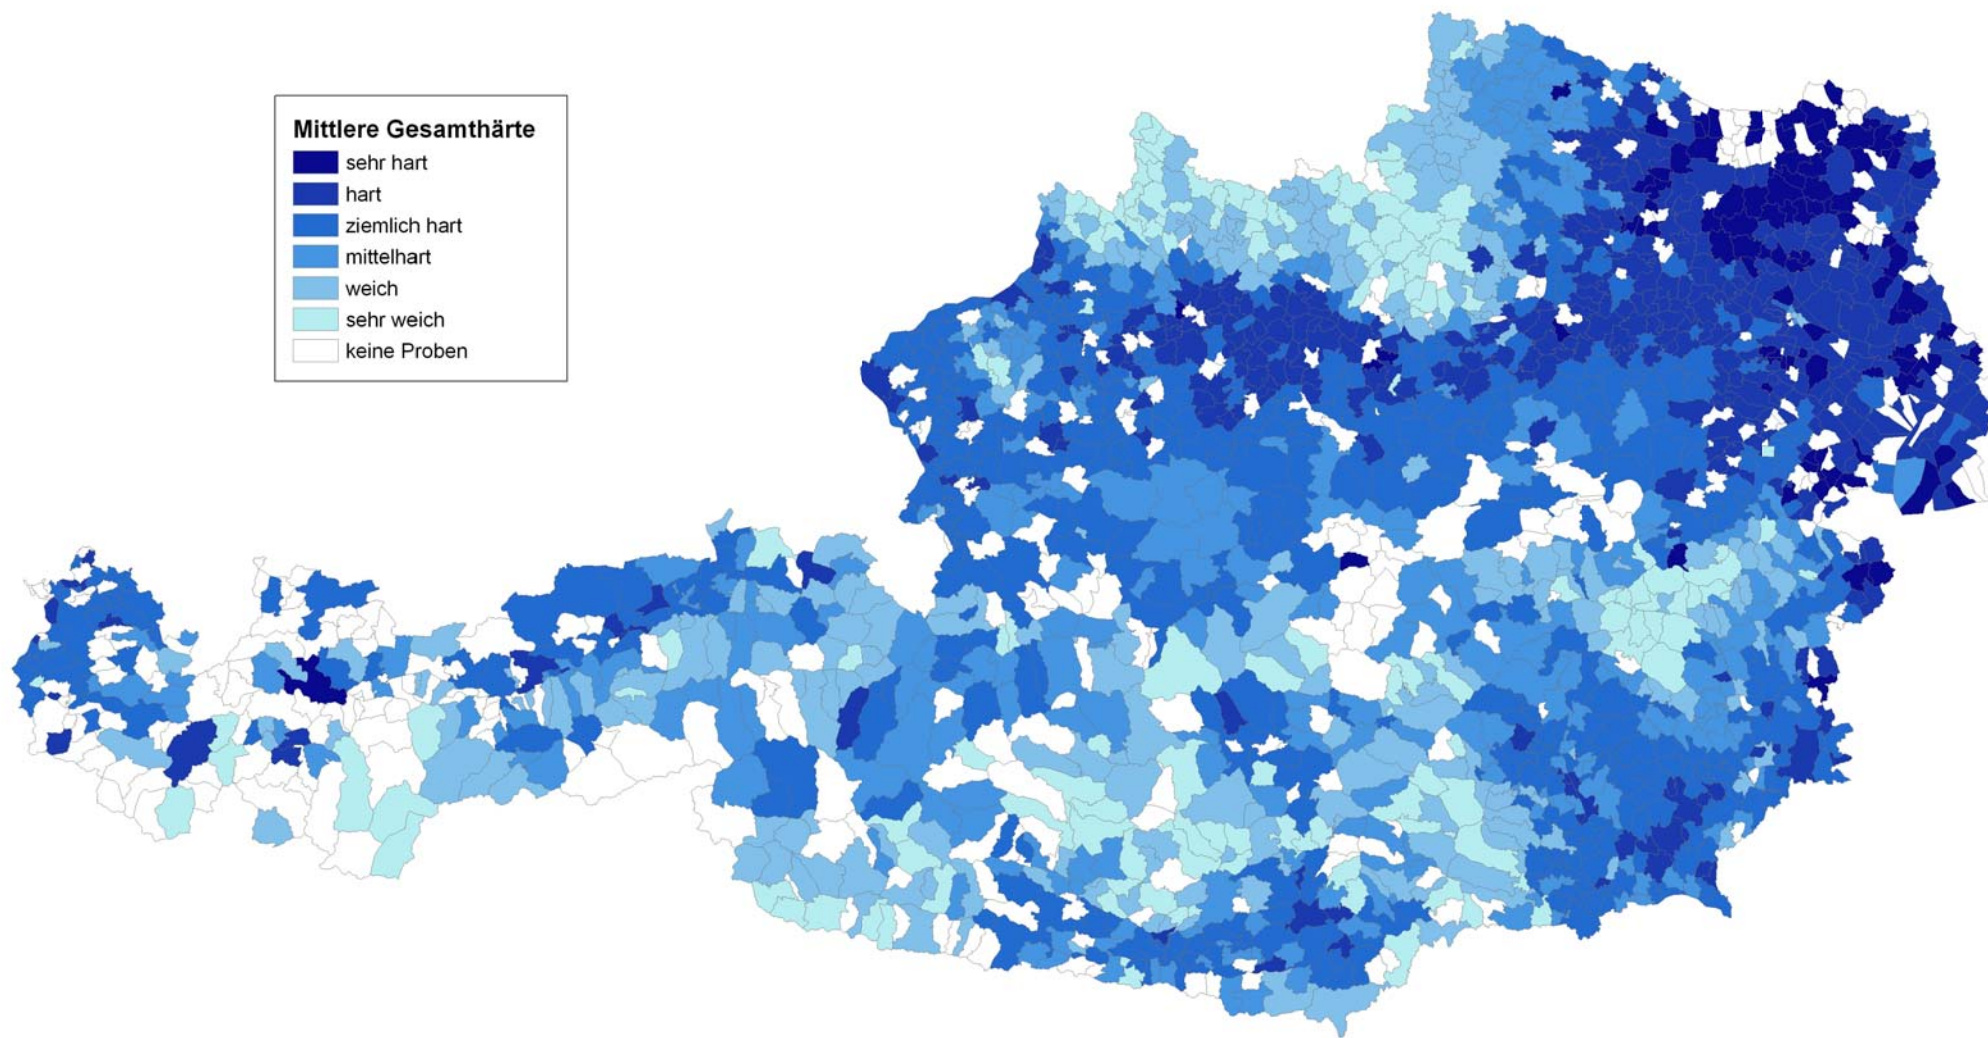 Mittlere Gesamthärte
sehr hart
hart
ziemlich hart
mittelhart
weich
sehr weich
keine Proben